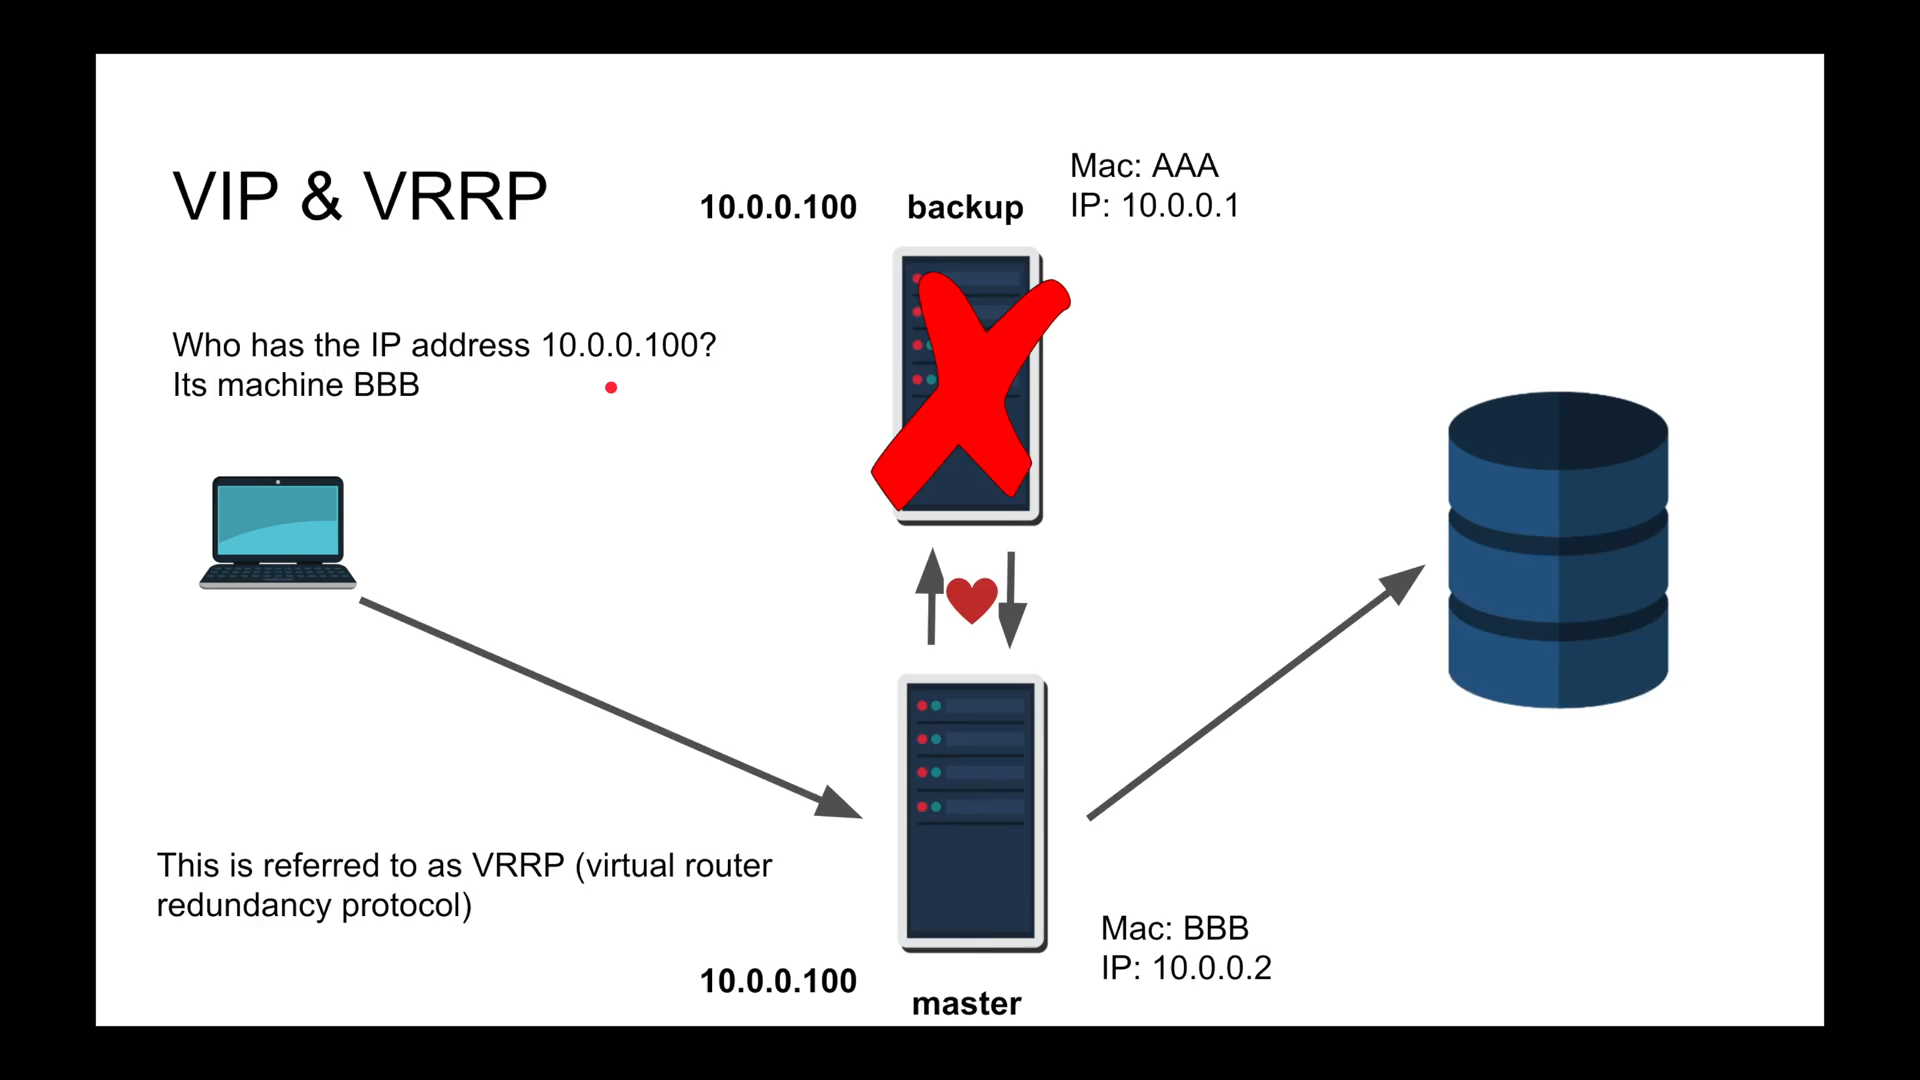 VIP & VRRP
10.0.0.100
backup
Mac: AAA
IP: 10.0.0.1
Who has the IP address 10.0.0.100?
Its machine BBB
This is referred to as VRRP (virtual router
redundancy protocol)
10.0.0.100
master
Mac: BBB
IP: 10.0.0.2